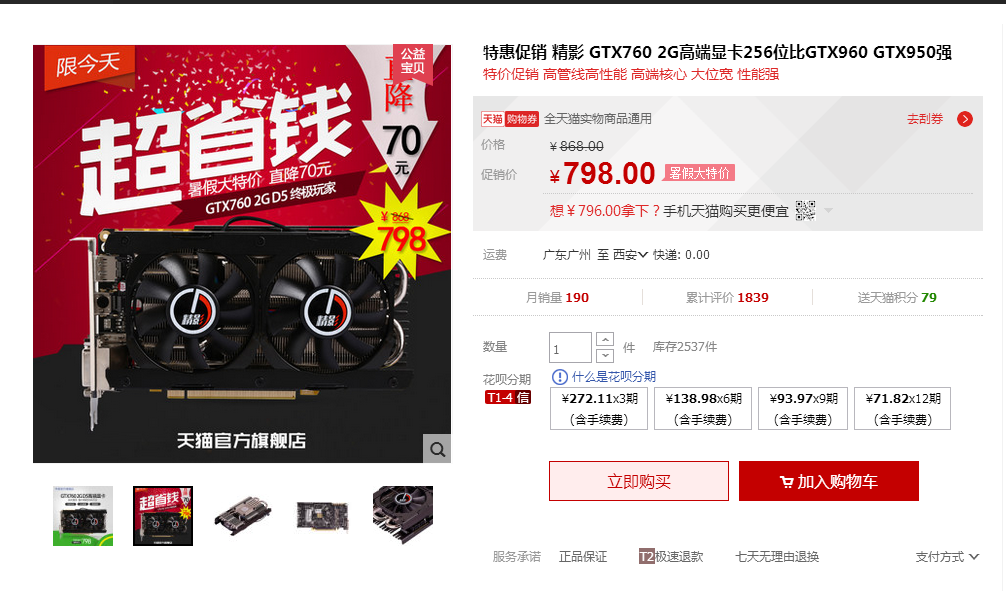 限今天
公益
宝贝
直
降
70
元
超省钱
暑假大特价 直降70元
GTX760 2G D5 终极玩家
￥868
798
精影
精影
天猫官方旗舰店
特惠促销 精影 GTX760 2G高端显卡256位比GTX960 GTX950强
特价促销 高管线高性能 高端核心 大位宽 性能强
天猫 购物券 全天猫实物商品通用 去刮券
价格 ¥ 868.00
促销价 ¥ 798.00 暑假大特价
想¥796.00拿下？手机天猫购买更便宜
运费 广东广州 至 西安 快递: 0.00
月销量 190 累计评价 1839 送天猫积分 79
数量 1 件 库存2537件
花呗分期 什么是花呗分期
T1-4 信
¥272.11x3期 ¥138.98x6期 ¥93.97x9期 ¥71.82x12期
（含手续费） （含手续费） （含手续费） （含手续费）
立即购买 加入购物车
服务承诺 正品保证 T2极速退款 七天无理由退换 支付方式